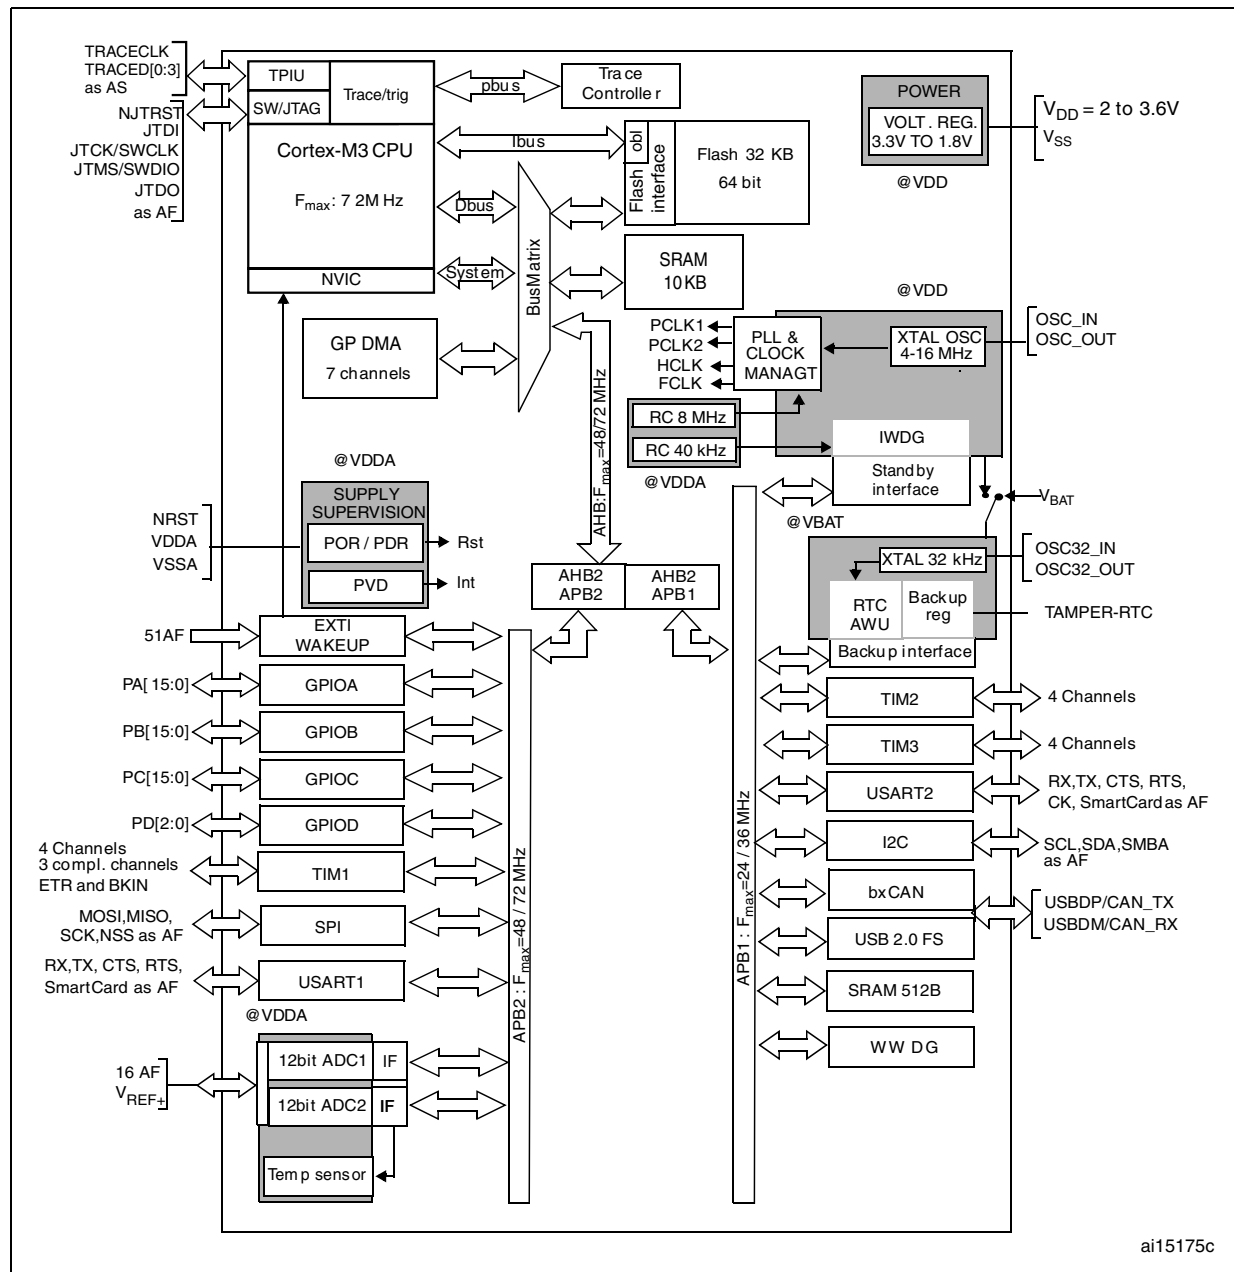 TRACECLK
TRACED[0:3]
as AS
NJTRST
JTDI
JTCK/SWCLK
JTMS/SWDIO
JTDO
as AF
TPIU
SW/JTAG
Trace/trig
pbus
Trace
Controller
Cortex-M3 CPU
Fmax: 7 2M Hz
NVIC
Ibus
Dbus
System
BusMatrix
Flash obl
interface
Flash 32 KB
64 bit
SRAM
10KB
POWER
VOLT. REG.
3.3V TO 1.8V
@VDD
VDD = 2 to 3.6V
VSS
GP DMA
7 channels
AHB:Fmax=48/72 MHz
@VDD
PCLK1
PCLK2
HCLK
FCLK
PLL &
CLOCK
MANAGT
XTAL OSC
4-16 MHz
OSC_IN
OSC_OUT
RC 8 MHz
RC 40 kHz
@VDDA
IWDG
Standby
interface
VBAT
@VBAT
@VDDA
SUPPLY
SUPERVISION
POR / PDR
PVD
Rst
Int
NRST
VDDA
VSSA
AHB2
APB2
AHB2
APB1
XTAL 32 kHz
OSC32_IN
OSC32_OUT
RTC
AWU
Backup
reg
TAMPER-RTC
Backup interface
51AF
EXTI
WAKEUP
PA[ 15:0]
GPIOA
PB[15:0]
GPIOB
PC[15:0]
GPIOC
PD[2:0]
GPIOD
4 Channels
3 compl. channels
ETR and BKIN
TIM1
MOSI,MISO,
SCK,NSS as AF
SPI
RX,TX, CTS, RTS,
SmartCard as AF
USART1
@VDDA
16 AF
VREF+
12bit ADC1
IF
12bit ADC2
IF
Temp sensor
APB2 : Fmax=48 / 72 MHz
APB1 : Fmax=24 / 36 MHz
TIM2
4 Channels
TIM3
4 Channels
USART2
RX,TX, CTS, RTS,
CK, SmartCard as AF
I2C
SCL,SDA,SMBA
as AF
bxCAN
USB 2.0 FS
USBDP/CAN_TX
USBDM/CAN_RX
SRAM 512B
WW DG
ai15175c